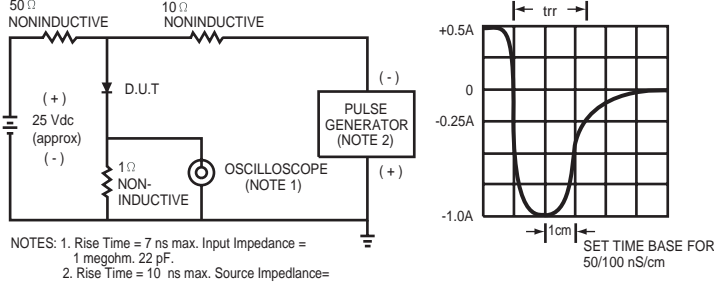 50 Ω
NONINDUCTIVE
10 Ω
NONINDUCTIVE
( + )
25 Vdc
(approx)
( - )
D.U.T
1 Ω
NON-
INDUCTIVE
OSCILLOSCOPE
(NOTE 1)
( - )
PULSE
GENERATOR
(NOTE 2)
( + )
NOTES: 1. Rise Time = 7 ns max. Input Impedance =
1 megohm. 22 pF.
2. Rise Time = 10 ns max. Source Impedlance=
trr
+0.5A
0
-0.25A
-1.0A
1cm
SET TIME BASE FOR
50/100 nS/cm